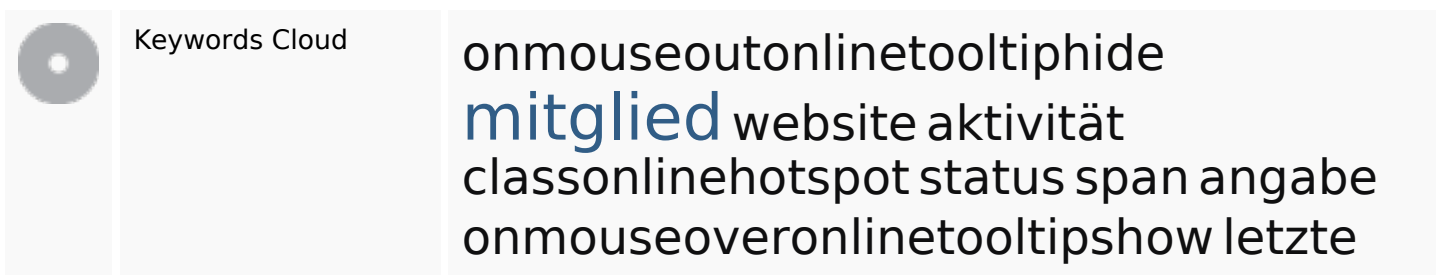 Keywords Cloud
onmouseoutonlinetooltiphide
mitglied website aktivität
classonlinehotspot status span angabe
onmouseoveronlinetooltipshow letzte